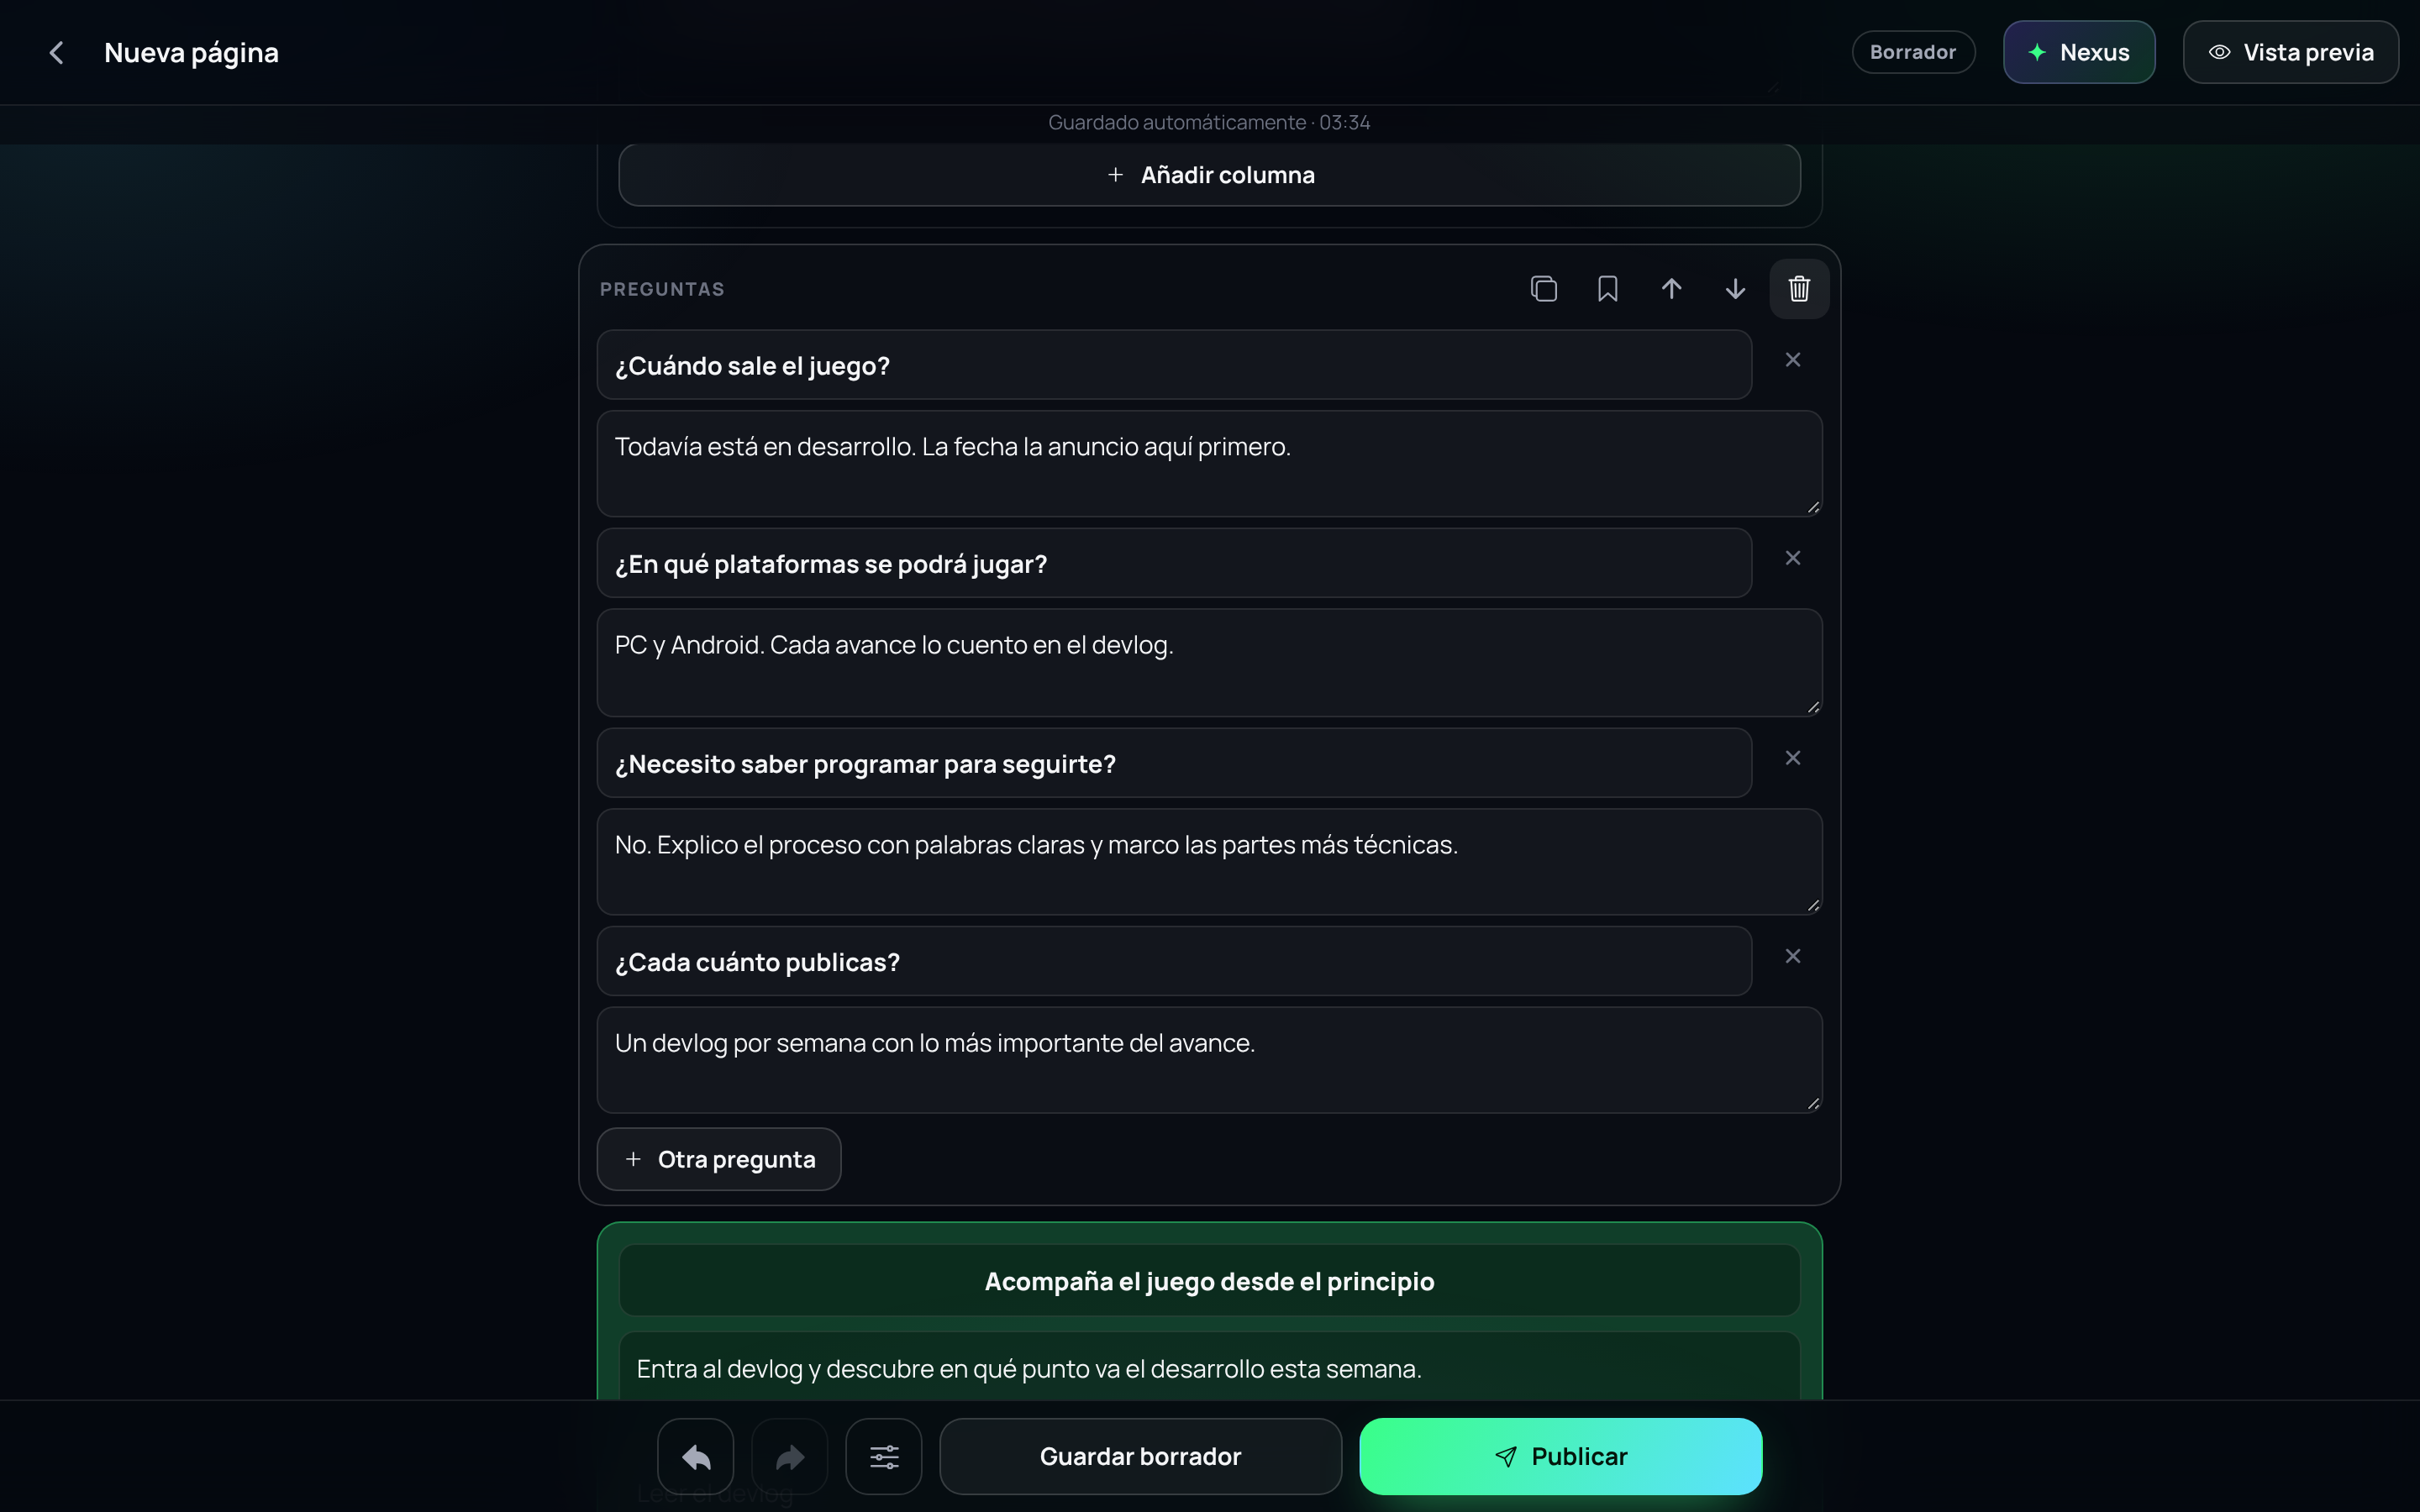 Nueva página
Borrador
Nexus
Vista previa
Guardado automáticamente · 03:34
+ Añadir columna
PREGUNTAS
¿Cuándo sale el juego?
Todavía está en desarrollo. La fecha la anuncio aquí primero.
¿En qué plataformas se podrá jugar?
PC y Android. Cada avance lo cuento en el devlog.
¿Necesito saber programar para seguirte?
No. Explico el proceso con palabras claras y marco las partes más técnicas.
¿Cada cuánto publicas?
Un devlog por semana con lo más importante del avance.
+ Otra pregunta
Acompaña el juego desde el principio
Entra al devlog y descubre en qué punto va el desarrollo esta semana.
Guardar borrador
Publicar
Leer el devlog